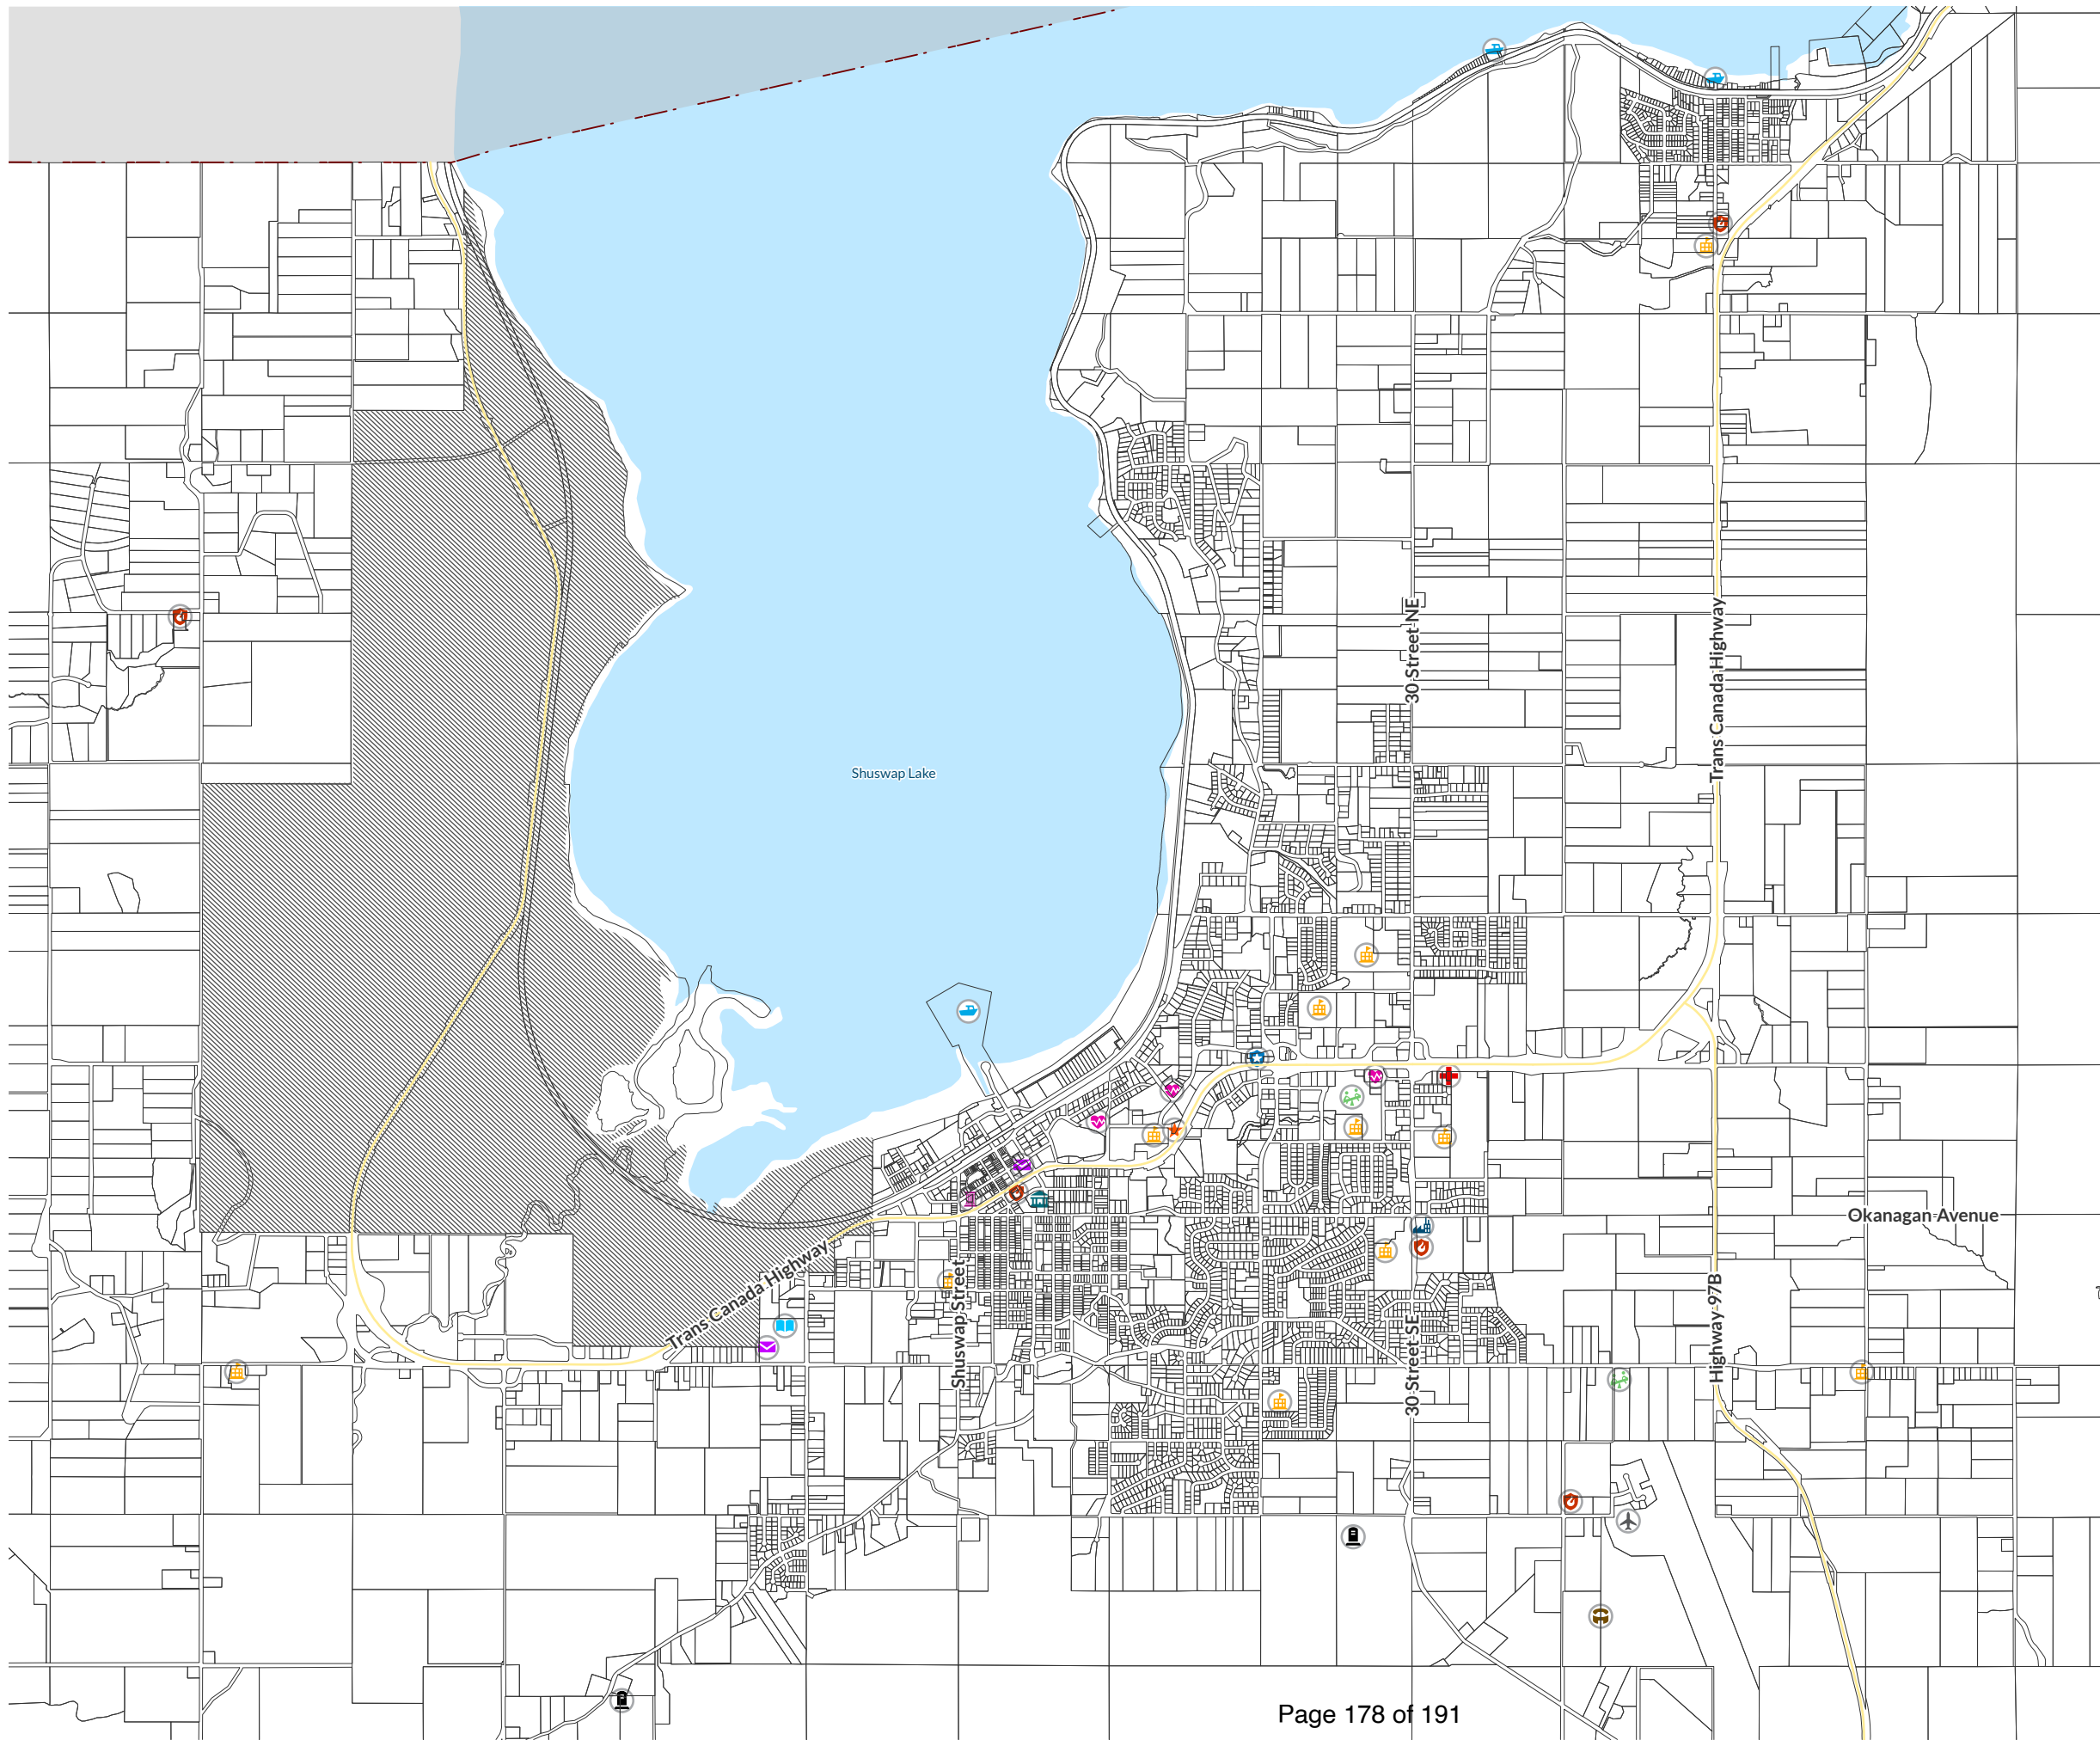 30 Street NE
Trans Canada Highway
Shuswap Lake
Okanagan Avenue
Trans Canada Highway
Shuswap Street
30 Street SE
Highway 97B
Page 178 of 191